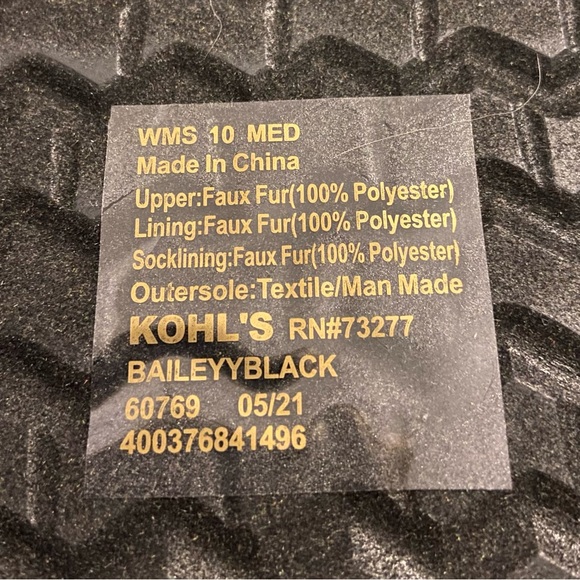 WMS 10 MED
Made In China
Upper:Faux Fur(100% Polyester)
Lining:Faux Fur(100% Polyester)
Socklining:Faux Fur(100% Polyester)
Outersole:Textile/Man Made
KOHL'S RN#73277
BAILEYYBLACK
60769 05/21
400376841496